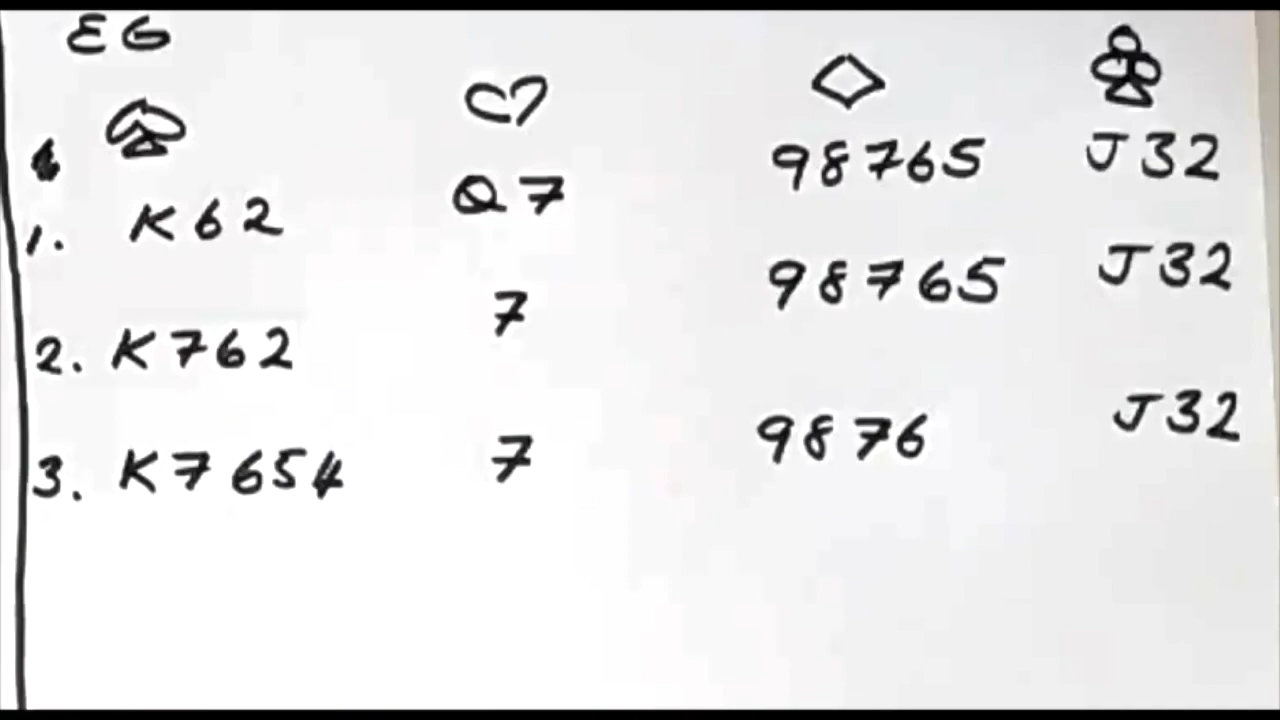 EG
♠ ♡ ♢ ♣
1. K62 Q7 98765 J32
2. K762 7 98765 J32
3. K7654 7 9876 J32